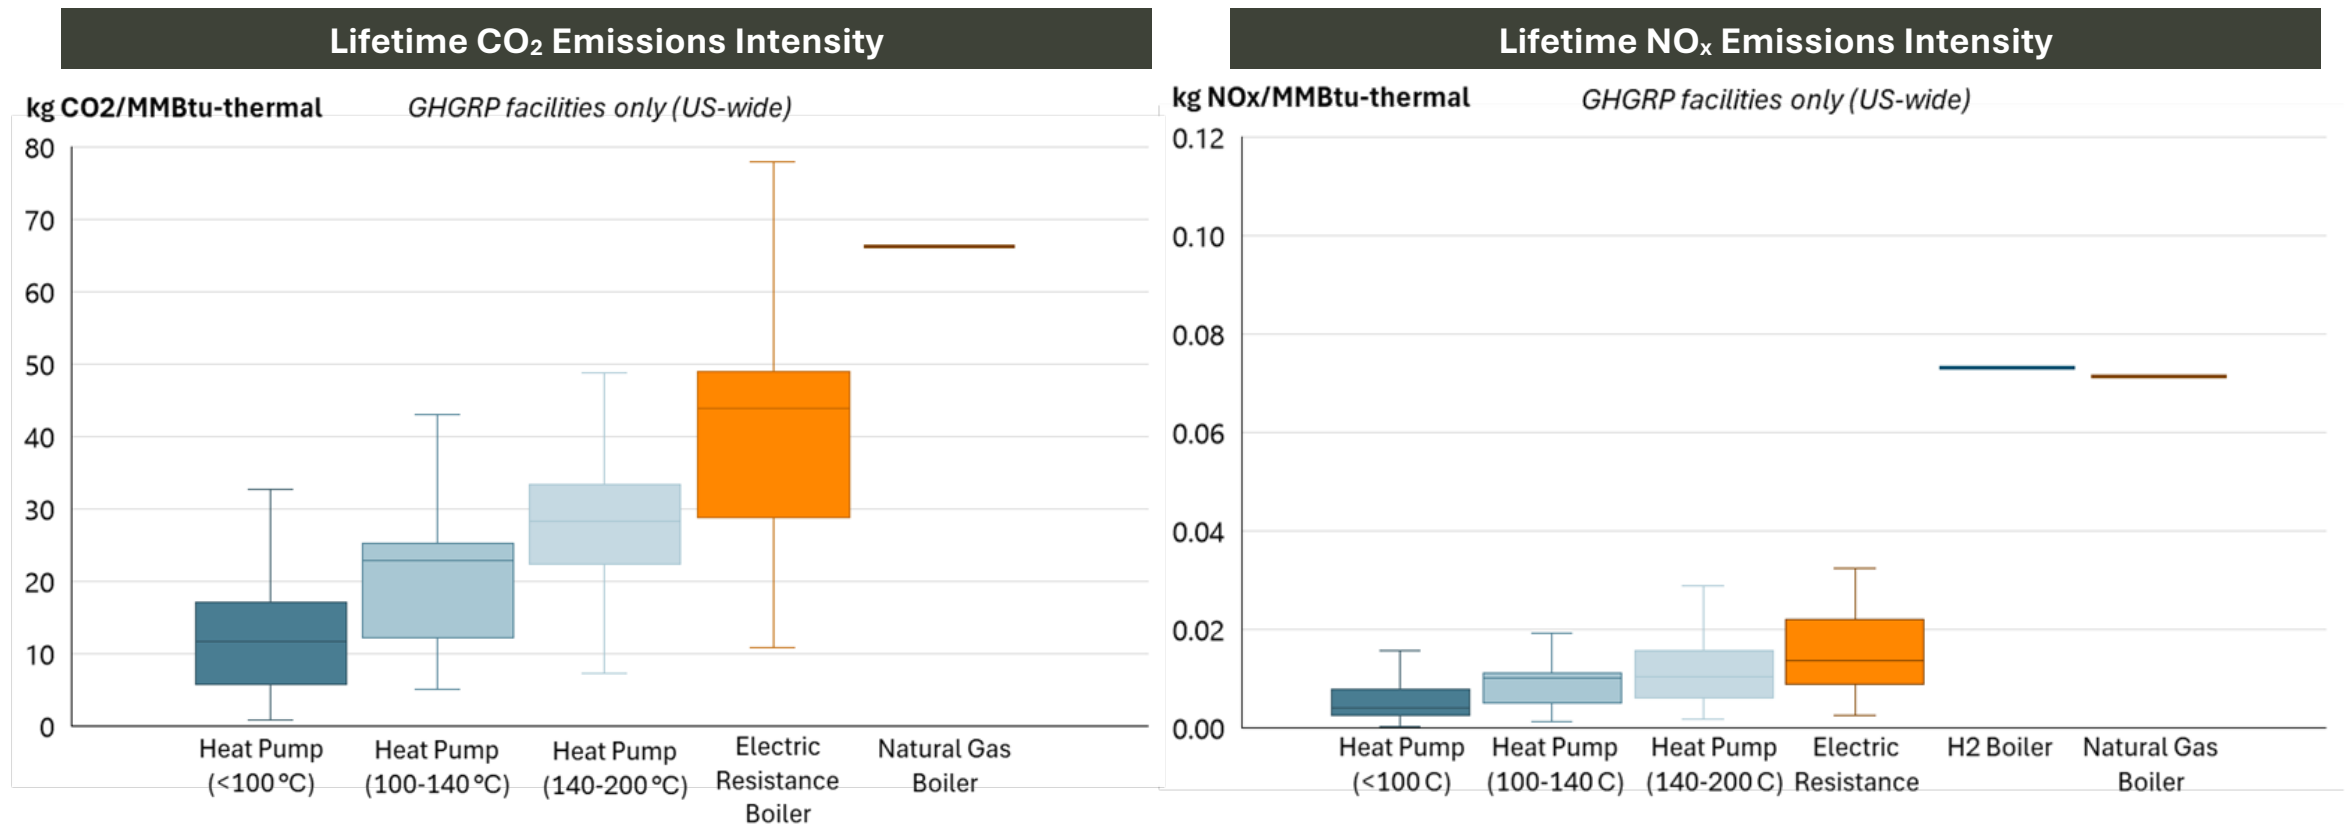 Lifetime CO₂ Emissions Intensity
kg CO2/MMBtu-thermal
GHGRP facilities only (US-wide)
80
70
60
50
40
30
20
10
0
Heat Pump
(<100 °C)
Heat Pump
(100-140 °C)
Heat Pump
(140-200 °C)
Electric
Resistance
Boiler
Natural Gas
Boiler
Lifetime NOₓ Emissions Intensity
kg NOx/MMBtu-thermal
GHGRP facilities only (US-wide)
0.12
0.10
0.08
0.06
0.04
0.02
0.00
Heat Pump
(<100 C)
Heat Pump
(100-140 C)
Heat Pump
(140-200 C)
Electric
Resistance
H2 Boiler
Natural Gas
Boiler